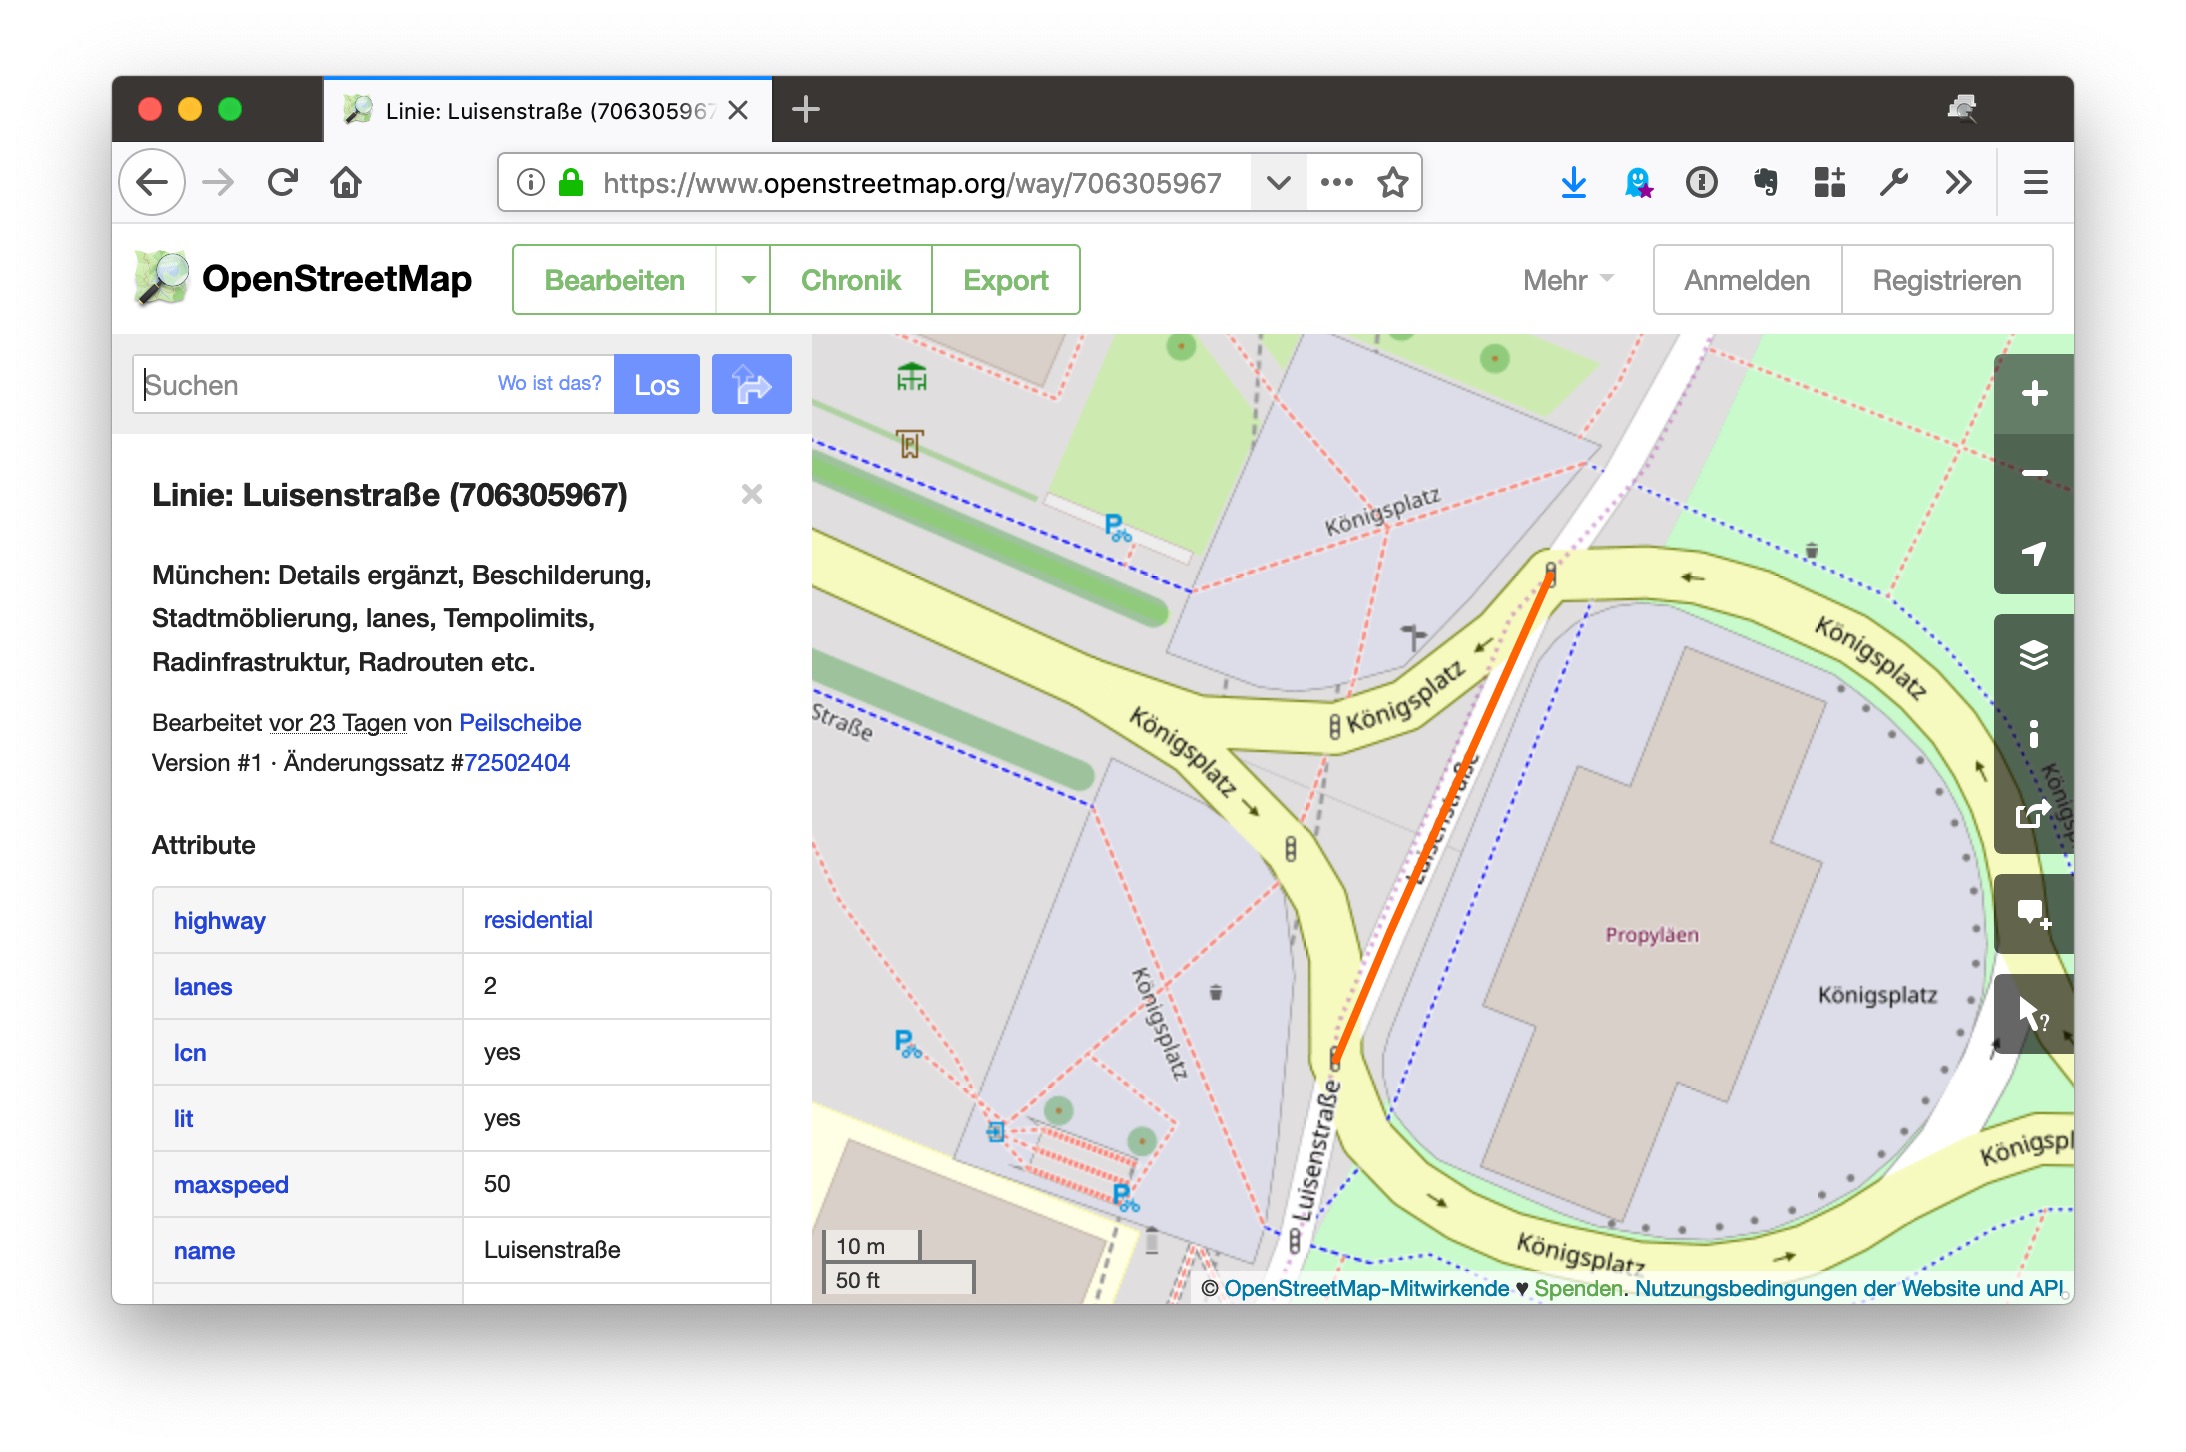 Linie: Luisenstraße (706305967
https://www.openstreetmap.org/way/706305967
OpenStreetMap
Bearbeiten
Chronik
Export
Mehr
Anmelden
Registrieren
Suchen
Wo ist das?
Los
Linie: Luisenstraße (706305967)
München: Details ergänzt, Beschilderung,
Stadtmöblierung, lanes, Tempolimits,
Radinfrastruktur, Radrouten etc.
Bearbeitet vor 23 Tagen von Peilscheibe
Version #1 · Änderungssatz #72502404
Attribute
highway residential
lanes 2
lcn yes
lit yes
maxspeed 50
name Luisenstraße
Königsplatz
Königsplatz
Königsplatz
Königsplatz
Straße
Luisenstraße
Propyläen
Königsplatz
Königsplatz
Luisenstraße
Königsplatz
Königspl
10 m
50 ft
© OpenStreetMap-Mitwirkende ♥ Spenden. Nutzungsbedingungen der Website und API